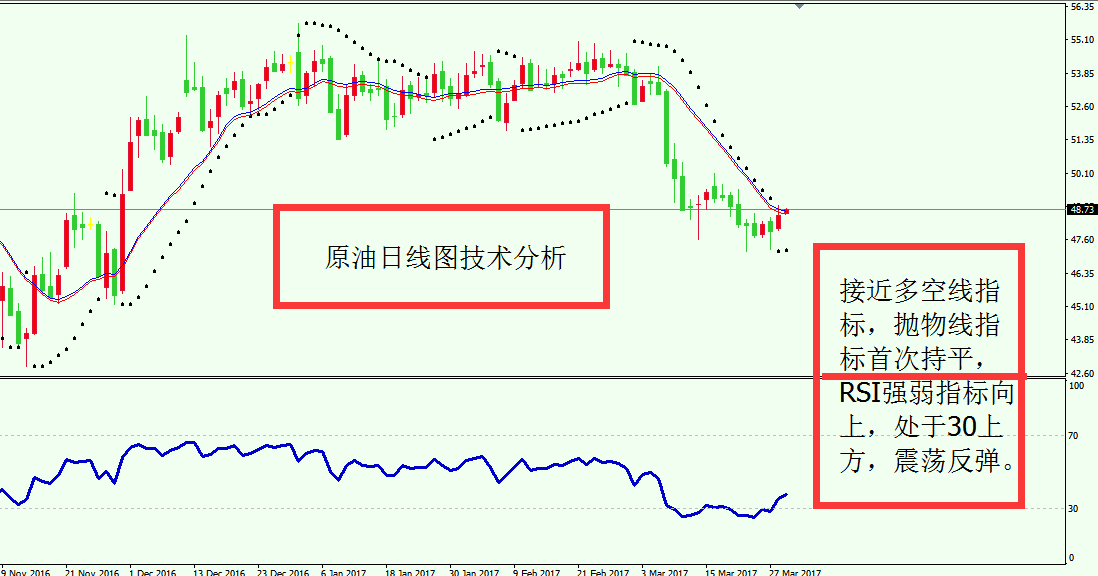 56.35
55.10
53.85
52.60
51.35
50.10
48.73
47.60
46.35
45.10
43.85
42.60
原油日线图技术分析
接近多空线指
标，抛物线指
标首次持平，
RSI强弱指标向
上，处于30上
方，震荡反弹。
100
70
30
0
9 Nov 2016 21 Nov 2016 1 Dec 2016 13 Dec 2016 23 Dec 2016 6 Jan 2017 18 Jan 2017 30 Jan 2017 9 Feb 2017 21 Feb 2017 3 Mar 2017 15 Mar 2017 27 Mar 2017